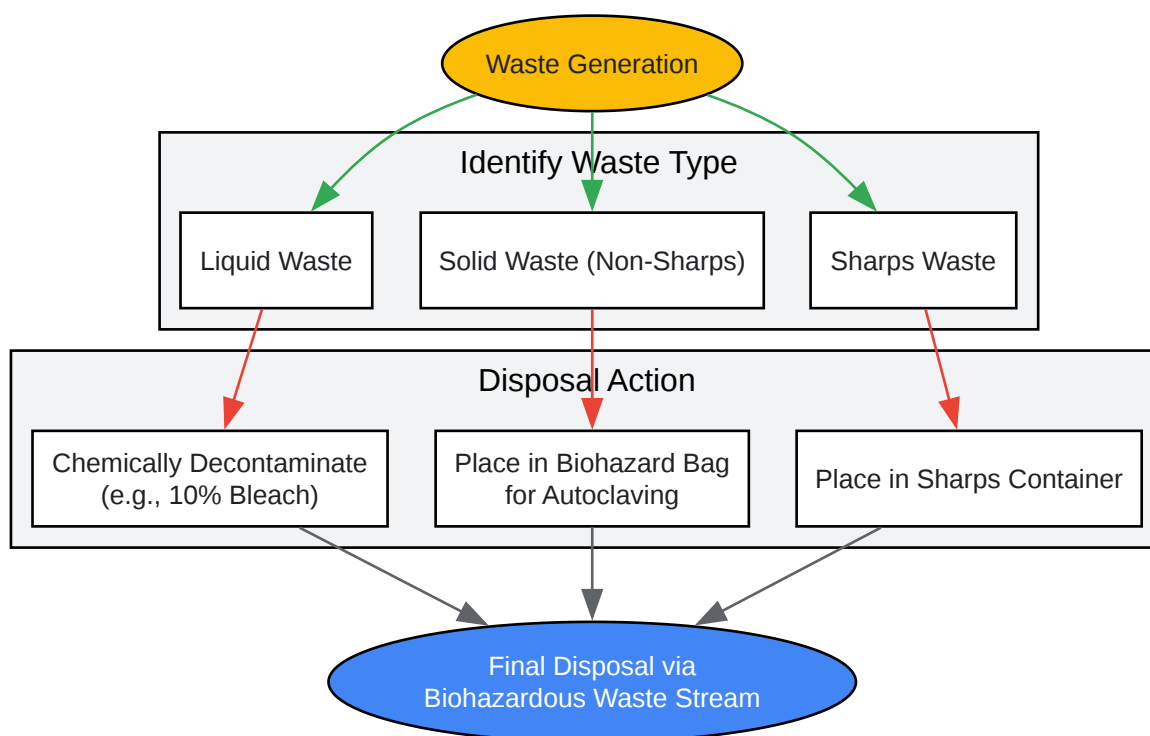 Waste Generation
Identify Waste Type
Liquid Waste
Solid Waste (Non-Sharps)
Sharps Waste
Disposal Action
Chemically Decontaminate
(e.g., 10% Bleach)
Place in Biohazard Bag
for Autoclaving
Place in Sharps Container
Final Disposal via
Biohazardous Waste Stream